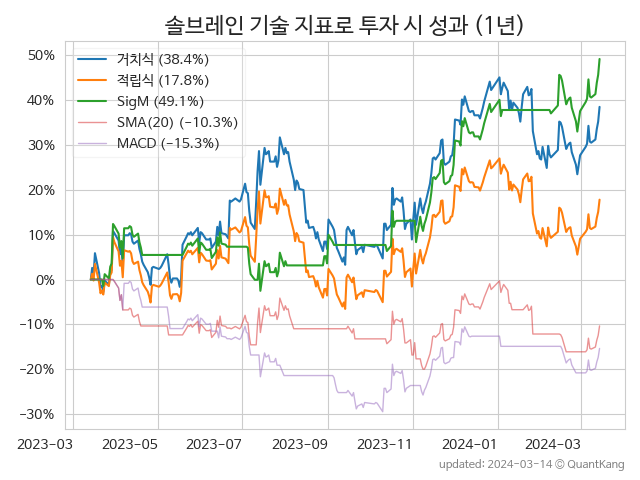 솔브레인 기술 지표로 투자 시 성과 (1년)
50%
40%
30%
20%
10%
0%
−10%
−20%
−30%
거치식 (38.4%)
적립식 (17.8%)
SigM (49.1%)
SMA(20) (−10.3%)
MACD (−15.3%)
2023-03 2023-05 2023-07 2023-09 2023-11 2024-01 2024-03
updated: 2024-03-14 © QuantKang